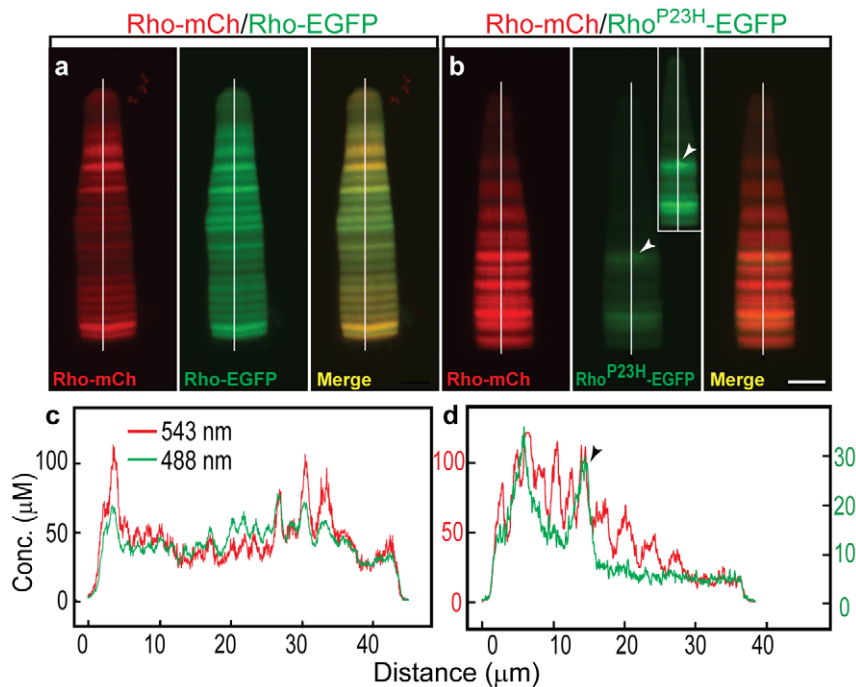 Rho-mCh/Rho-EGFP
Rho-mCh/Rho^P23H-EGFP
a
b
Rho-mCh
Rho-EGFP
Merge
Rho-mCh
Rho^P23H-EGFP
Merge
c
d
543 nm
488 nm
Conc. (μM)
100
50
0
100
50
0
30
20
10
0
0 10 20 30 40
0 10 20 30 40
Distance (μm)